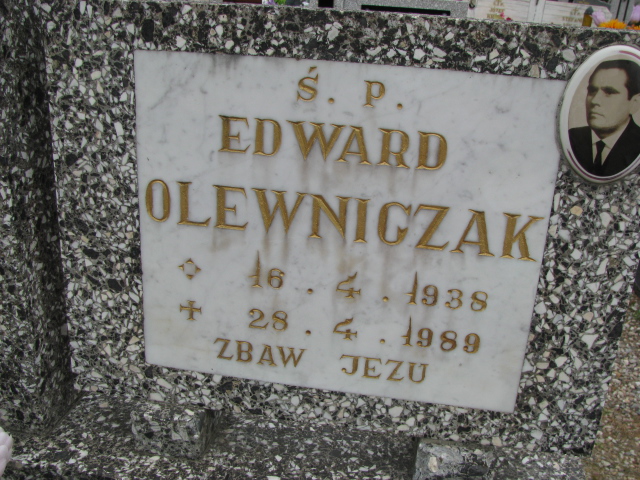 Ś. P.
EDWARD
OLEWNICZAK
16. 4. 1938
28. 4. 1989
ZBAW JEZU